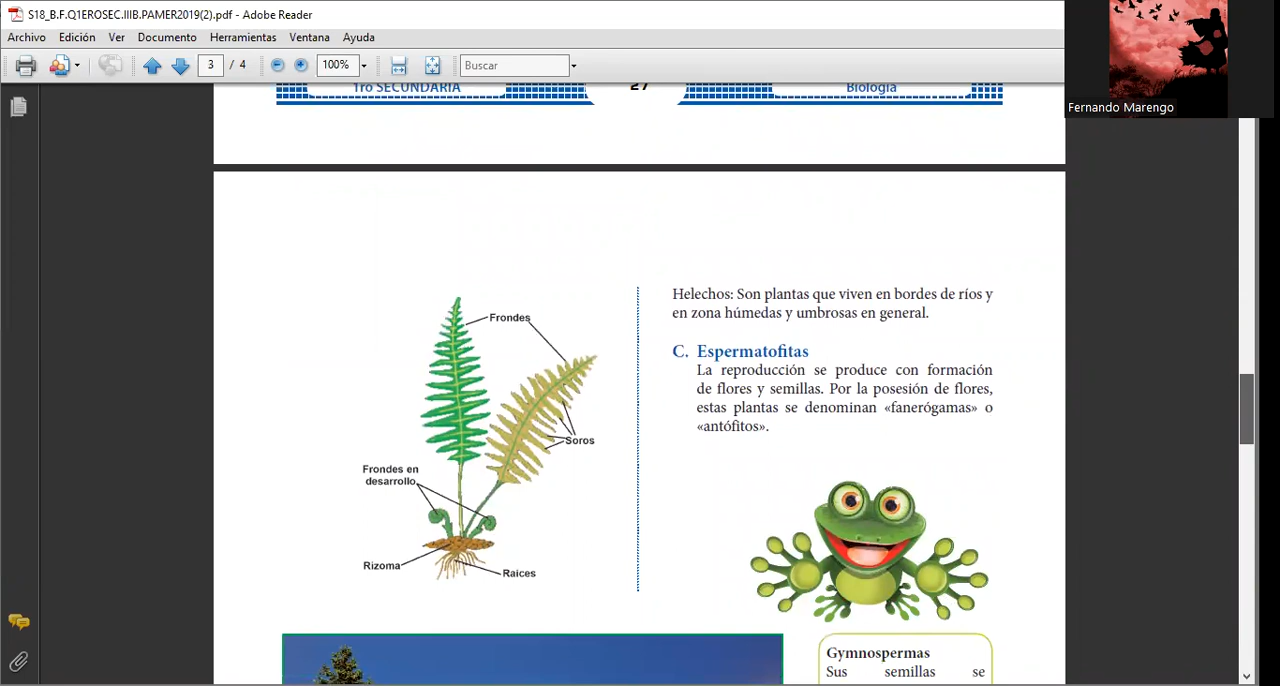 S18_B.F.Q1EROSEC.IIIB.PAMER2019(2).pdf - Adobe Reader
Archivo Edición Ver Documento Herramientas Ventana Ayuda
3 / 4 100% Buscar
Fernando Marengo
1ro SECUNDARIA 27 Biología
Frondes
Soros
Frondes en
desarrollo
Rizoma
Raices
Helechos: Son plantas que viven en bordes de ríos y
en zona húmedas y umbrosas en general.
C. Espermatofitas
La reproducción se produce con formación
de flores y semillas. Por la posesión de flores,
estas plantas se denominan «fanerógamas» o
«antófitos».
Gymnospermas
Sus semillas se